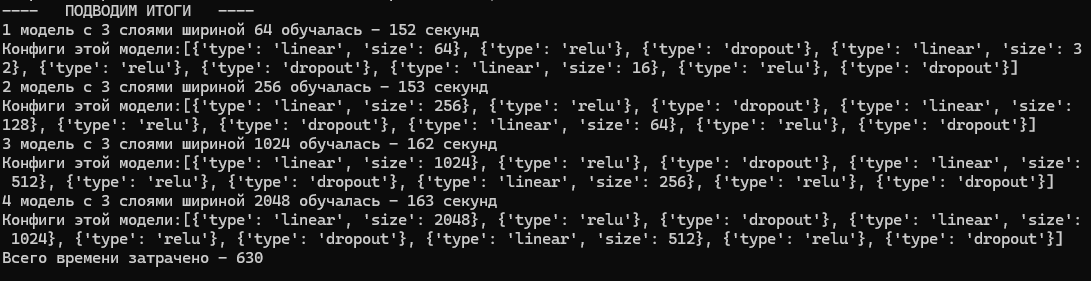 ----   ПОДВОДИМ ИТОГИ   ----
1 модель с 3 слоями шириной 64 обучалась - 152 секунд
Конфиги этой модели:[{'type': 'linear', 'size': 64}, {'type': 'relu'}, {'type': 'dropout'}, {'type': 'linear', 'size': 3
2}, {'type': 'relu'}, {'type': 'dropout'}, {'type': 'linear', 'size': 16}, {'type': 'relu'}, {'type': 'dropout'}]
2 модель с 3 слоями шириной 256 обучалась - 153 секунд
Конфиги этой модели:[{'type': 'linear', 'size': 256}, {'type': 'relu'}, {'type': 'dropout'}, {'type': 'linear', 'size':
128}, {'type': 'relu'}, {'type': 'dropout'}, {'type': 'linear', 'size': 64}, {'type': 'relu'}, {'type': 'dropout'}]
3 модель с 3 слоями шириной 1024 обучалась - 162 секунд
Конфиги этой модели:[{'type': 'linear', 'size': 1024}, {'type': 'relu'}, {'type': 'dropout'}, {'type': 'linear', 'size':
 512}, {'type': 'relu'}, {'type': 'dropout'}, {'type': 'linear', 'size': 256}, {'type': 'relu'}, {'type': 'dropout'}]
4 модель с 3 слоями шириной 2048 обучалась - 163 секунд
Конфиги этой модели:[{'type': 'linear', 'size': 2048}, {'type': 'relu'}, {'type': 'dropout'}, {'type': 'linear', 'size':
 1024}, {'type': 'relu'}, {'type': 'dropout'}, {'type': 'linear', 'size': 512}, {'type': 'relu'}, {'type': 'dropout'}]
Всего времени затрачено - 630